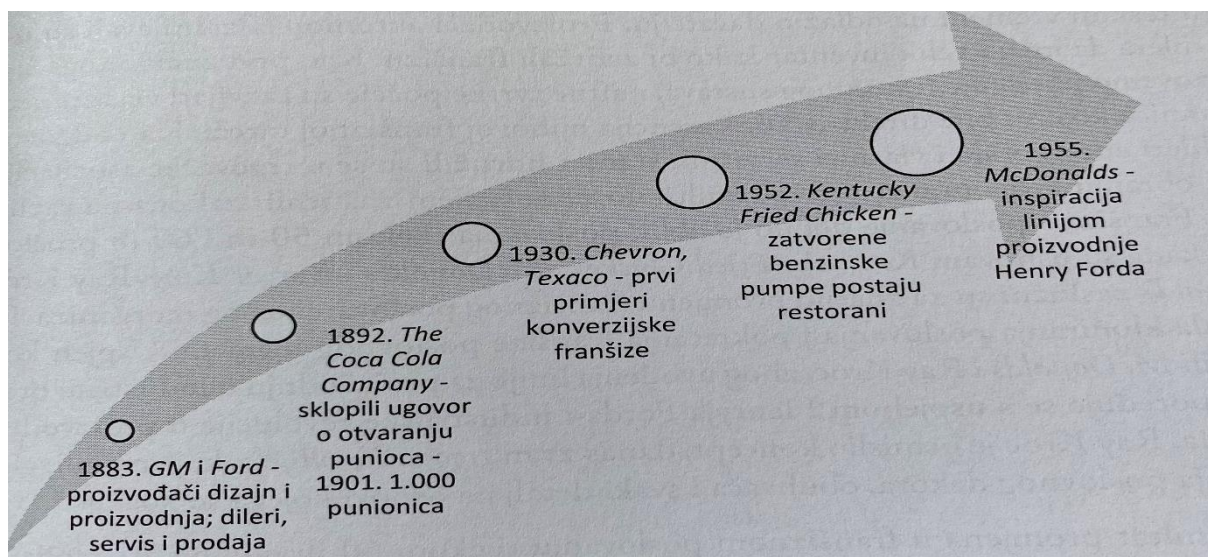 1883. GM i Ford -
proizvođači dizajn i
proizvodnja; dileri,
servis i prodaja
1892. The
Coca Cola
Company -
sklopili ugovor
o otvaranju
punioca -
1901. 1.000
punionica
1930. Chevron,
Texaco - prvi
primjeri
konverzijske
franšize
1952. Kentucky
Fried Chicken -
zatvorene
benzinske
pumpe postaju
restorani
1955.
McDonalds -
inspiracija
linijom
proizvodnje
Henry Forda